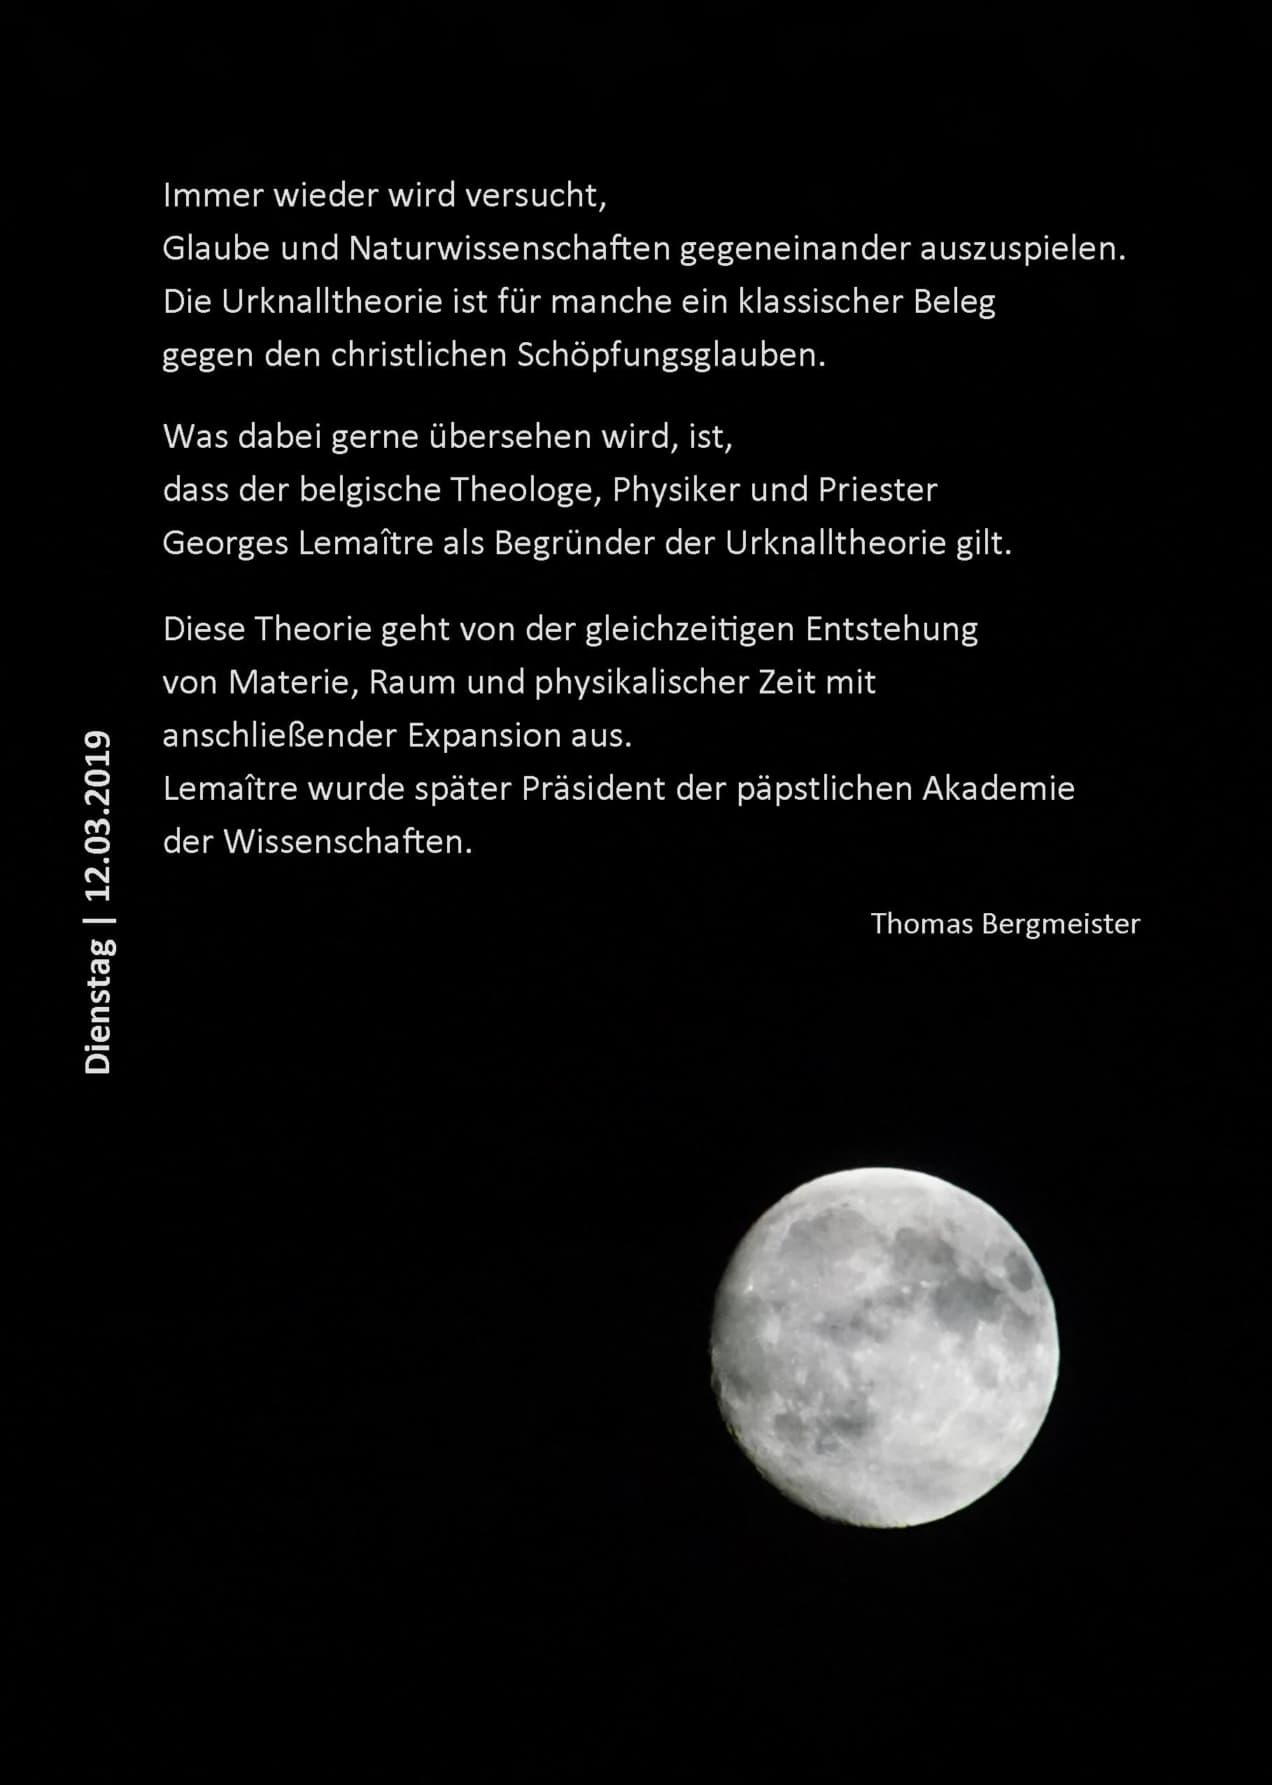 Immer wieder wird versucht,
Glaube und Naturwissenschaften gegeneinander auszuspielen.
Die Urknalltheorie ist für manche ein klassischer Beleg
gegen den christlichen Schöpfungsglauben.
Was dabei gerne übersehen wird, ist,
dass der belgische Theologe, Physiker und Priester
Georges Lemaître als Begründer der Urknalltheorie gilt.
Diese Theorie geht von der gleichzeitigen Entstehung
von Materie, Raum und physikalischer Zeit mit
anschließender Expansion aus.
Lemaître wurde später Präsident der päpstlichen Akademie
der Wissenschaften.
Thomas Bergmeister
Dienstag | 12.03.2019